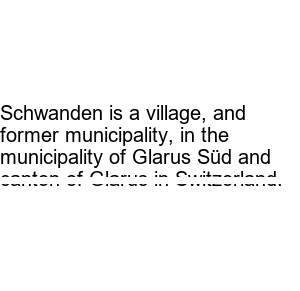 Schwanden is a village, and
former municipality, in the
municipality of Glarus Süd and
canton of Glarus in Switzerland.